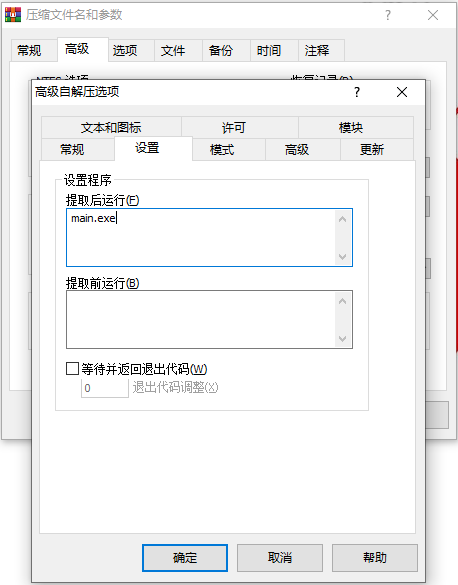 压缩文件名和参数
常规 高级 选项 文件 备份 时间 注释
高级自解压选项
文本和图标 许可 模块
常规 设置 模式 高级 更新
设置程序
提取后运行(F)
main.exe
提取前运行(B)
等待并返回退出代码(W)
0 退出代码调整(X)
确定 取消 帮助